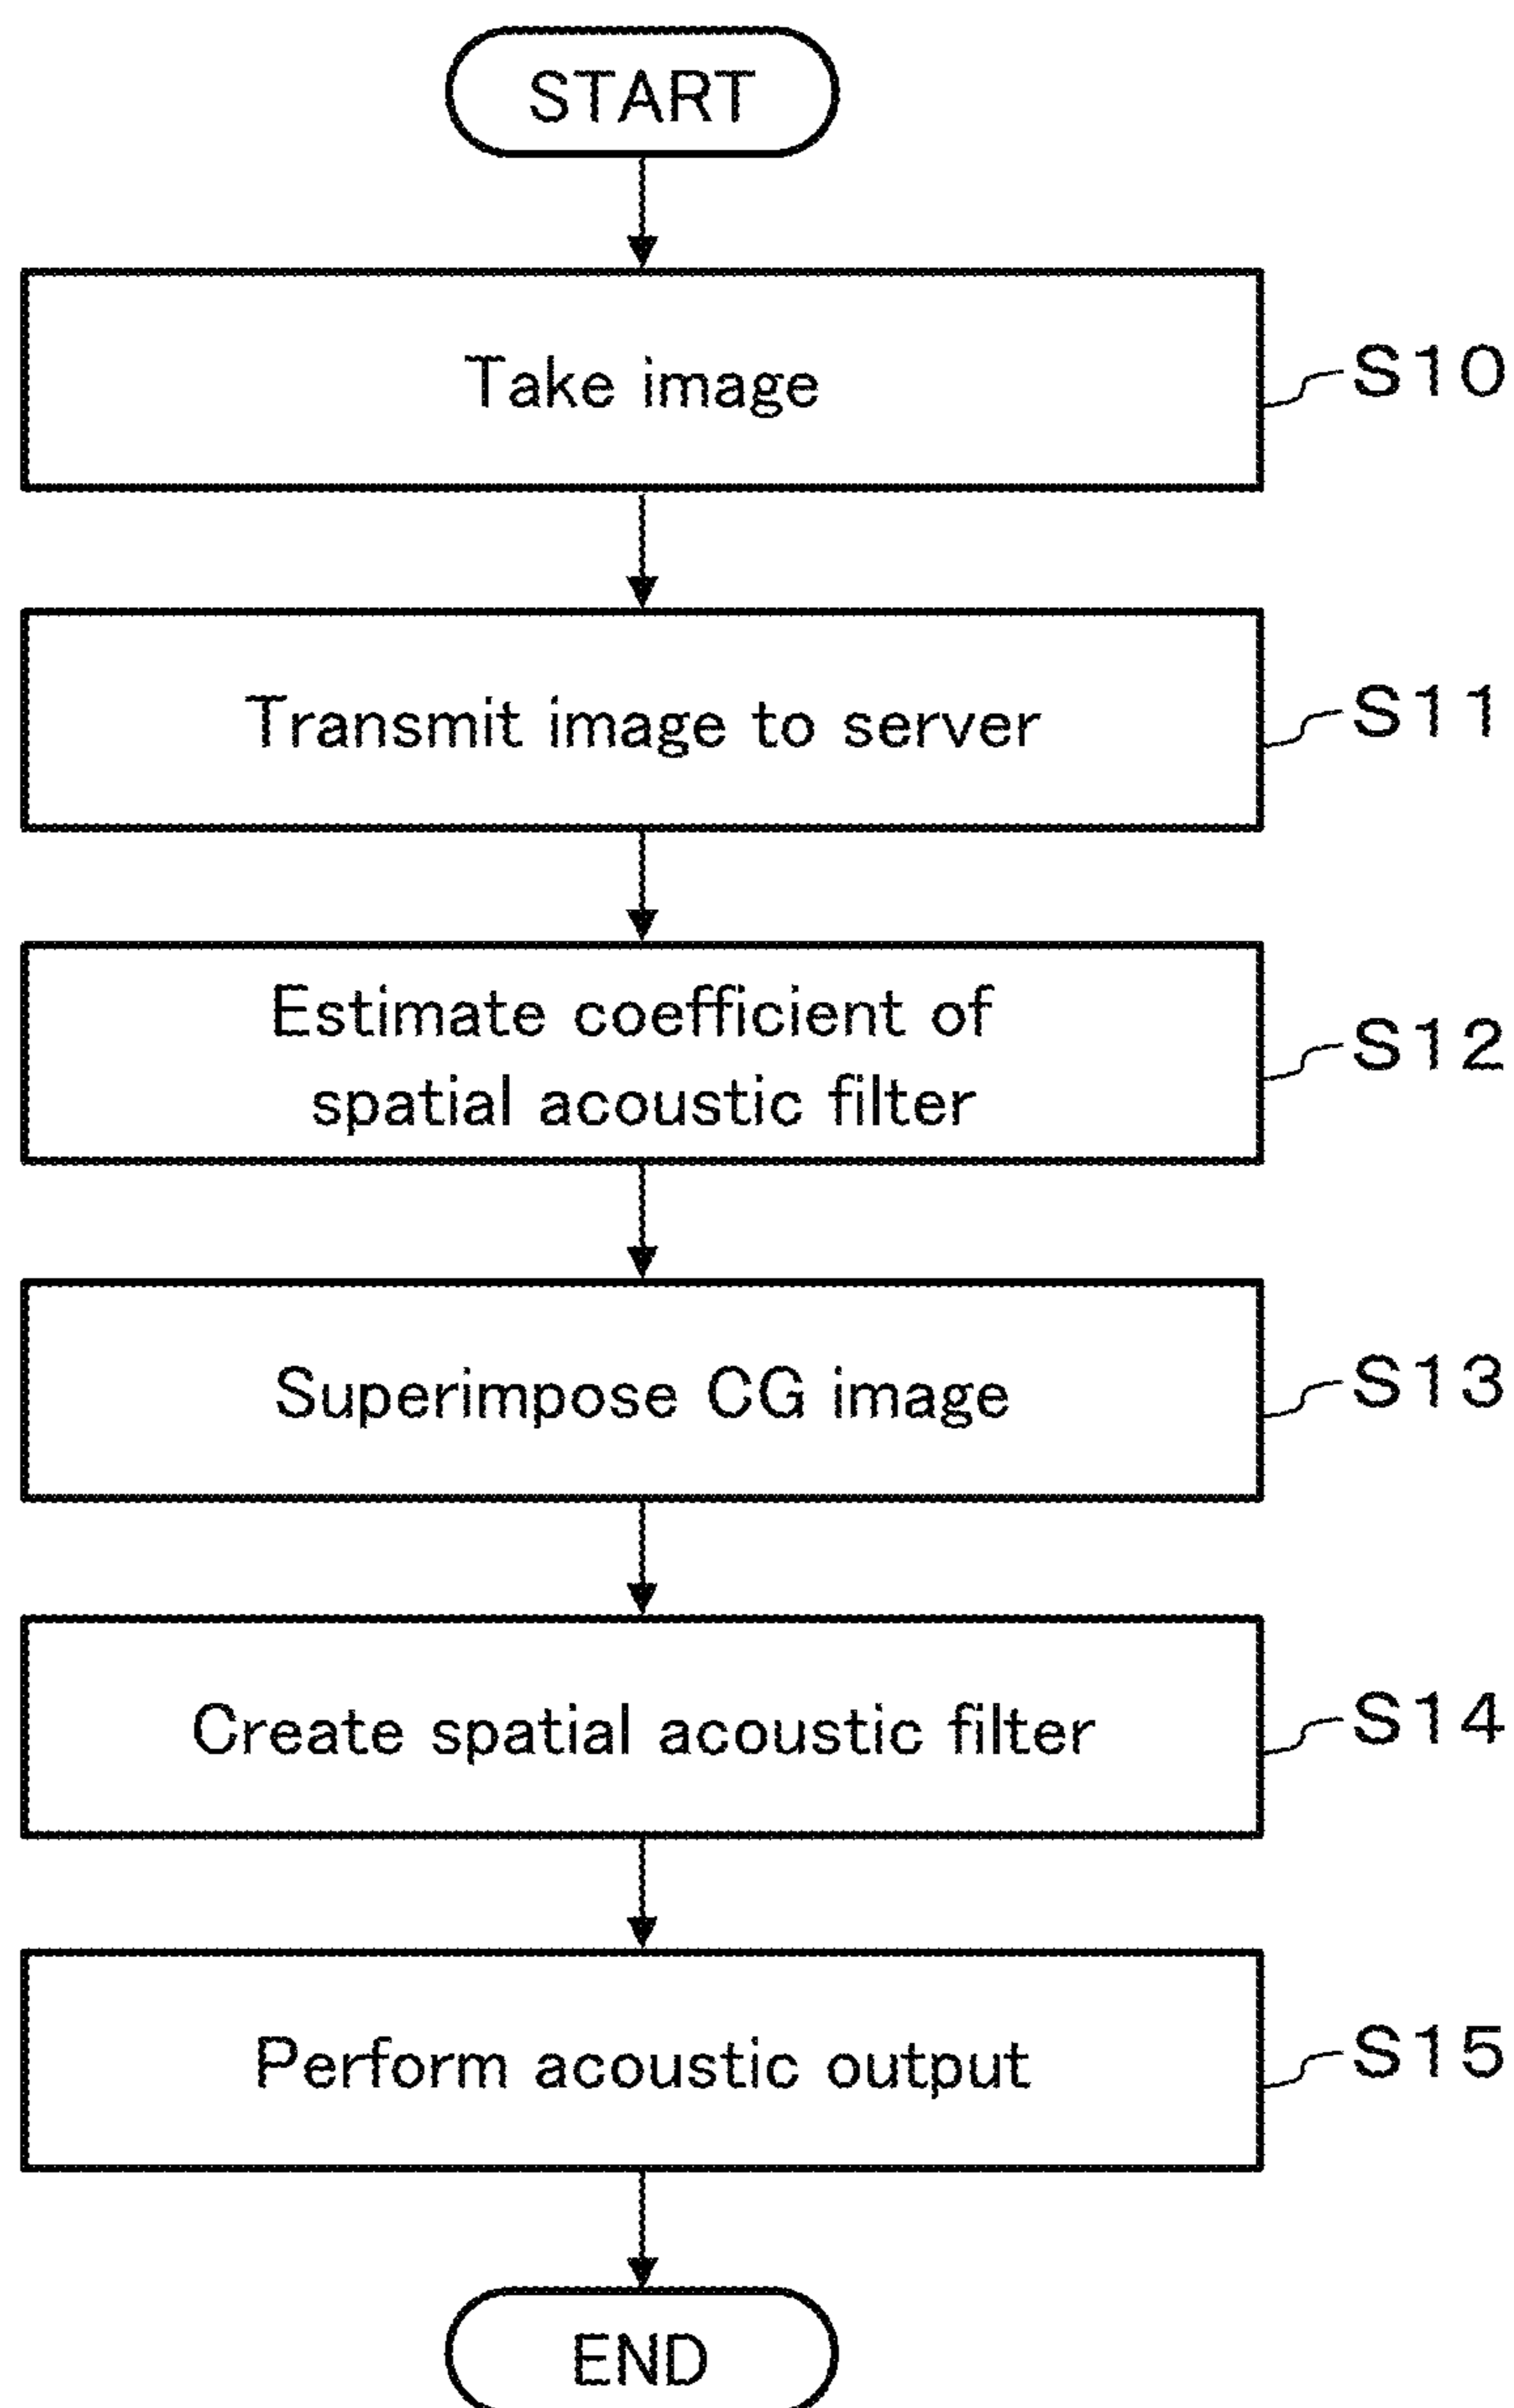 START
Take image
S10
Transmit image to server
S11
Estimate coefficient of
spatial acoustic filter
S12
Superimpose CG image
S13
Create spatial acoustic filter
S14
Perform acoustic output
S15
END